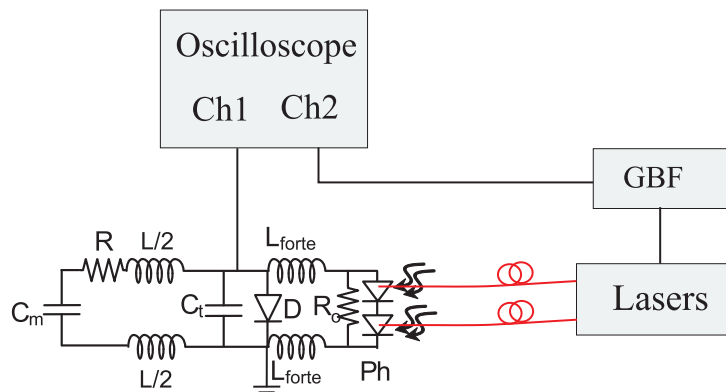 Oscilloscope
Ch1 Ch2
GBF
Lasers
R L/2 Lforte
Cm Ct D Ro
L/2 Lforte Ph